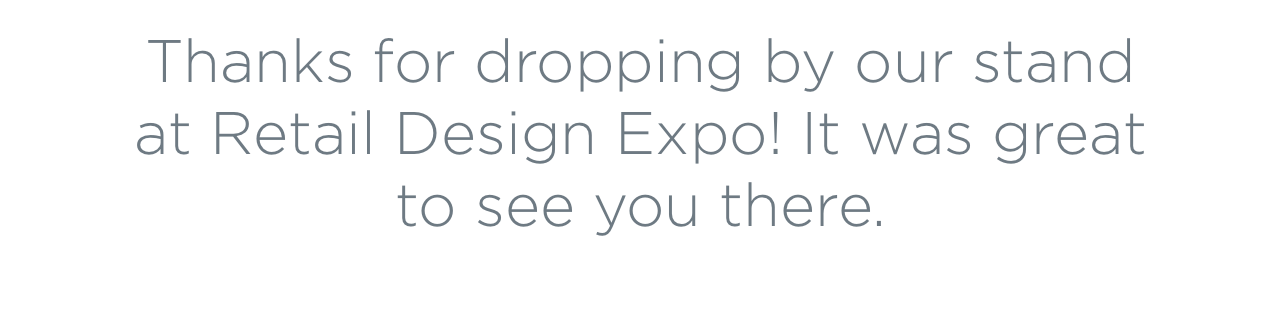 Thanks for dropping by our stand
at Retail Design Expo! It was great
to see you there.